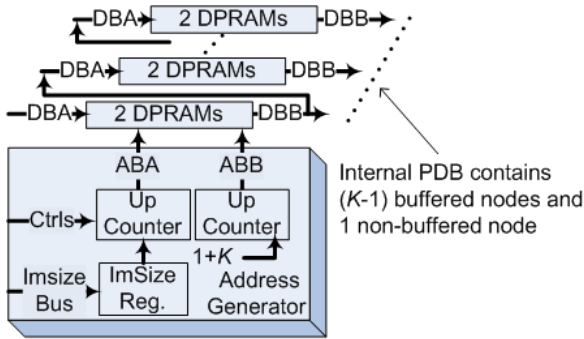 DBA 2 DPRAMs DBB
DBA 2 DPRAMs DBB
DBA 2 DPRAMs DBB
ABA ABB
Internal PDB contains
(K-1) buffered nodes and
1 non-buffered node
Ctrls
Up
Counter
Up
Counter
1+K
Imsize
Bus
ImSize
Reg.
Address
Generator